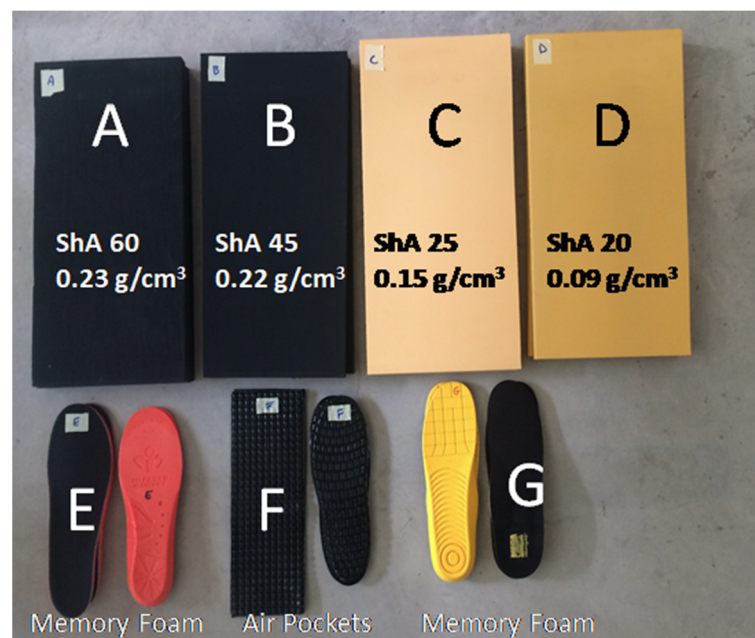 A
B
C
D
A
B
C
D
ShA 60
0.23 g/cm³
ShA 45
0.22 g/cm³
ShA 25
0.15 g/cm³
ShA 20
0.09 g/cm³
E
F
F
G
E
E
F
G
Memory Foam
Air Pockets
Memory Foam